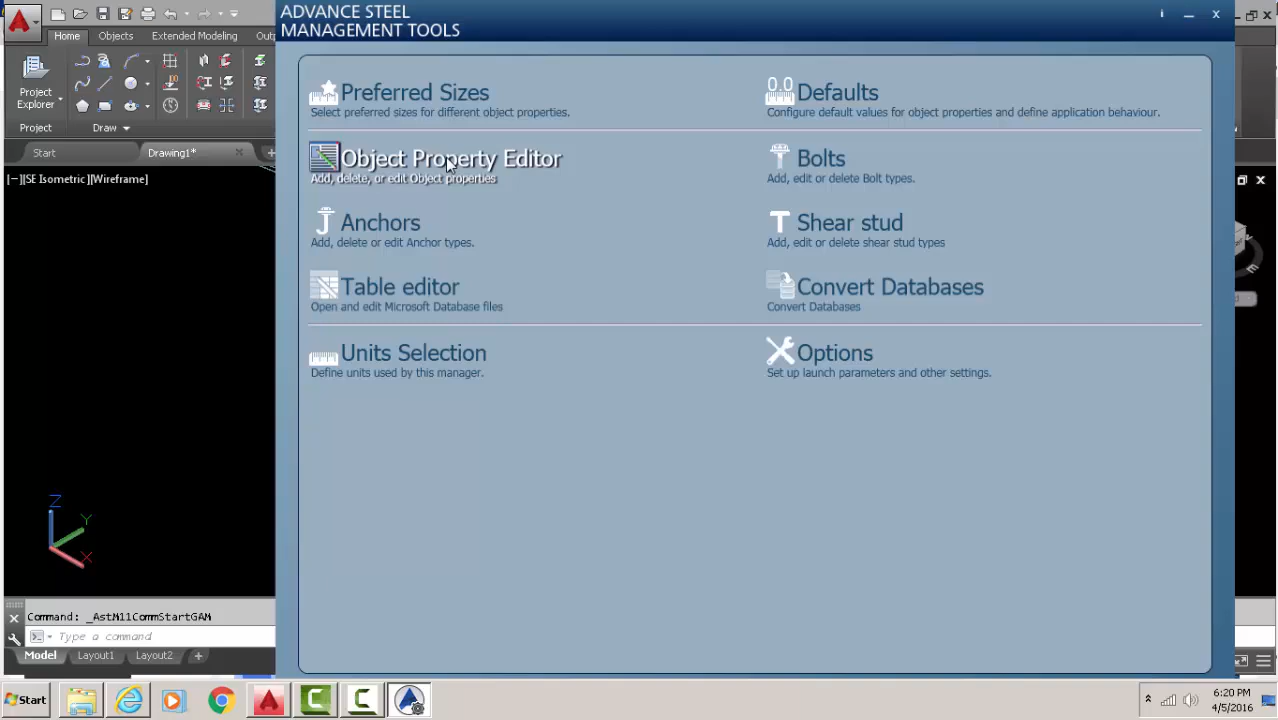 ADVANCE STEEL
MANAGEMENT TOOLS
i
x
Home Objects Extended Modeling Out
Project
Explorer
Project
Draw
Start
Drawing1*
[−]SE Isometric][Wireframe]
Preferred Sizes
Select preferred sizes for different object properties.
0.0
Defaults
Configure default values for object properties and define application behaviour.
Object Property Editor
Add, delete, or edit Object properties
Bolts
Add, edit or delete Bolt types.
Anchors
Add, delete or edit Anchor types.
Shear stud
Add, edit or delete shear stud types
Table editor
Open and edit Microsoft Database files
Convert Databases
Convert Databases
Units Selection
Define units used by this manager.
Options
Set up launch parameters and other settings.
Z
Y
X
Command: _AstM11CommStartGAM
Type a command
Model Layout1 Layout2 +
Start
6:20 PM
4/5/2016